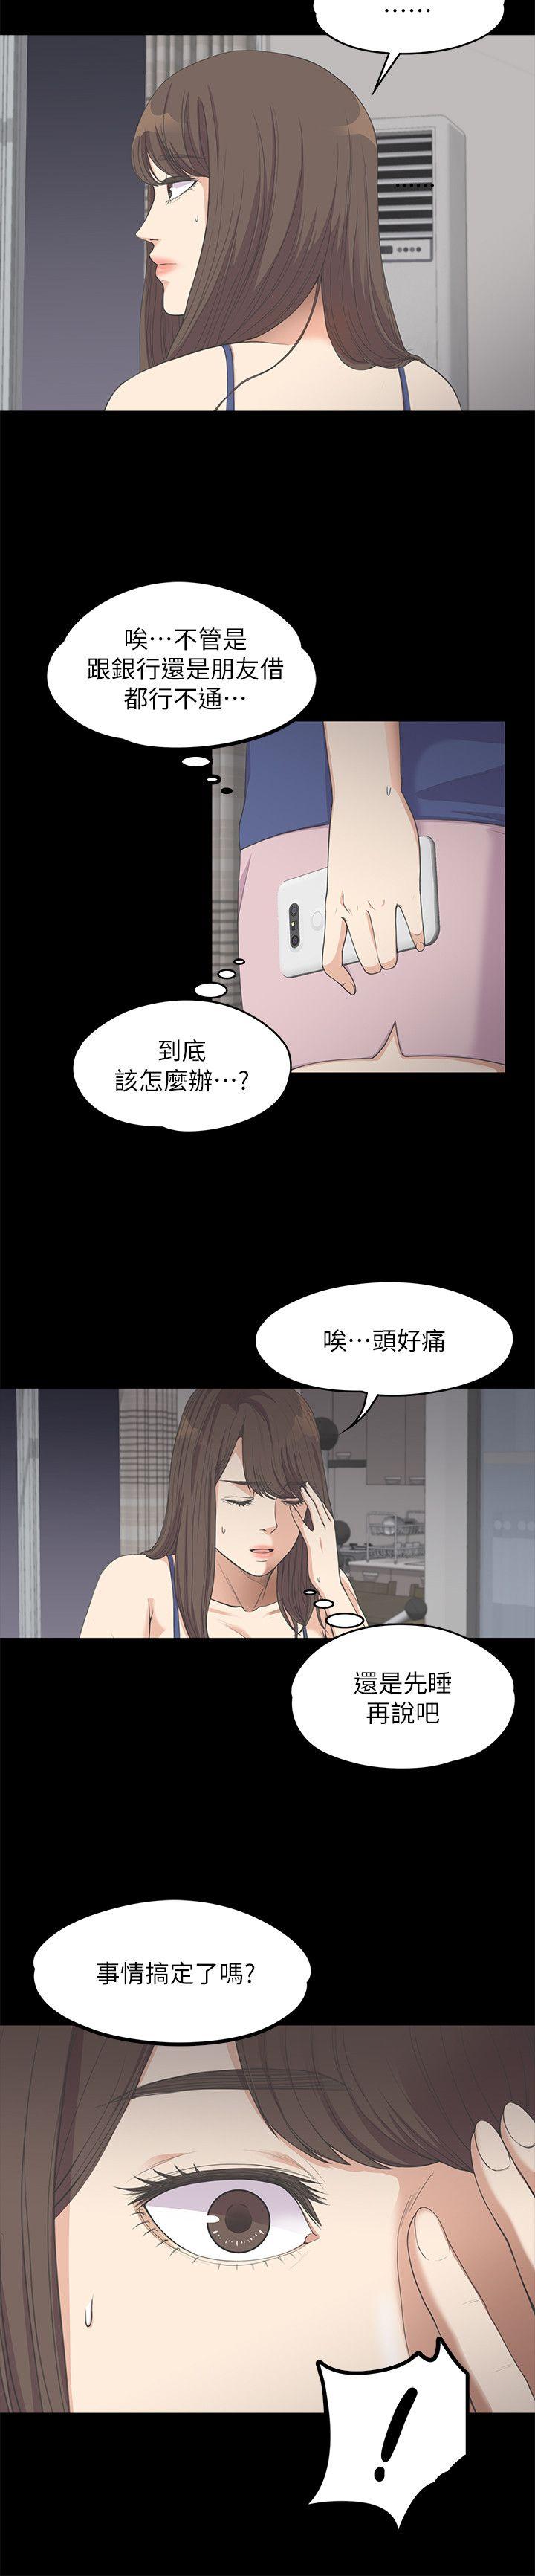 ……
……
唉…不管是
跟銀行還是朋友借
都行不通…
到底
該怎麼辦…?
唉…頭好痛
還是先睡
再說吧
事情搞定了嗎?
!